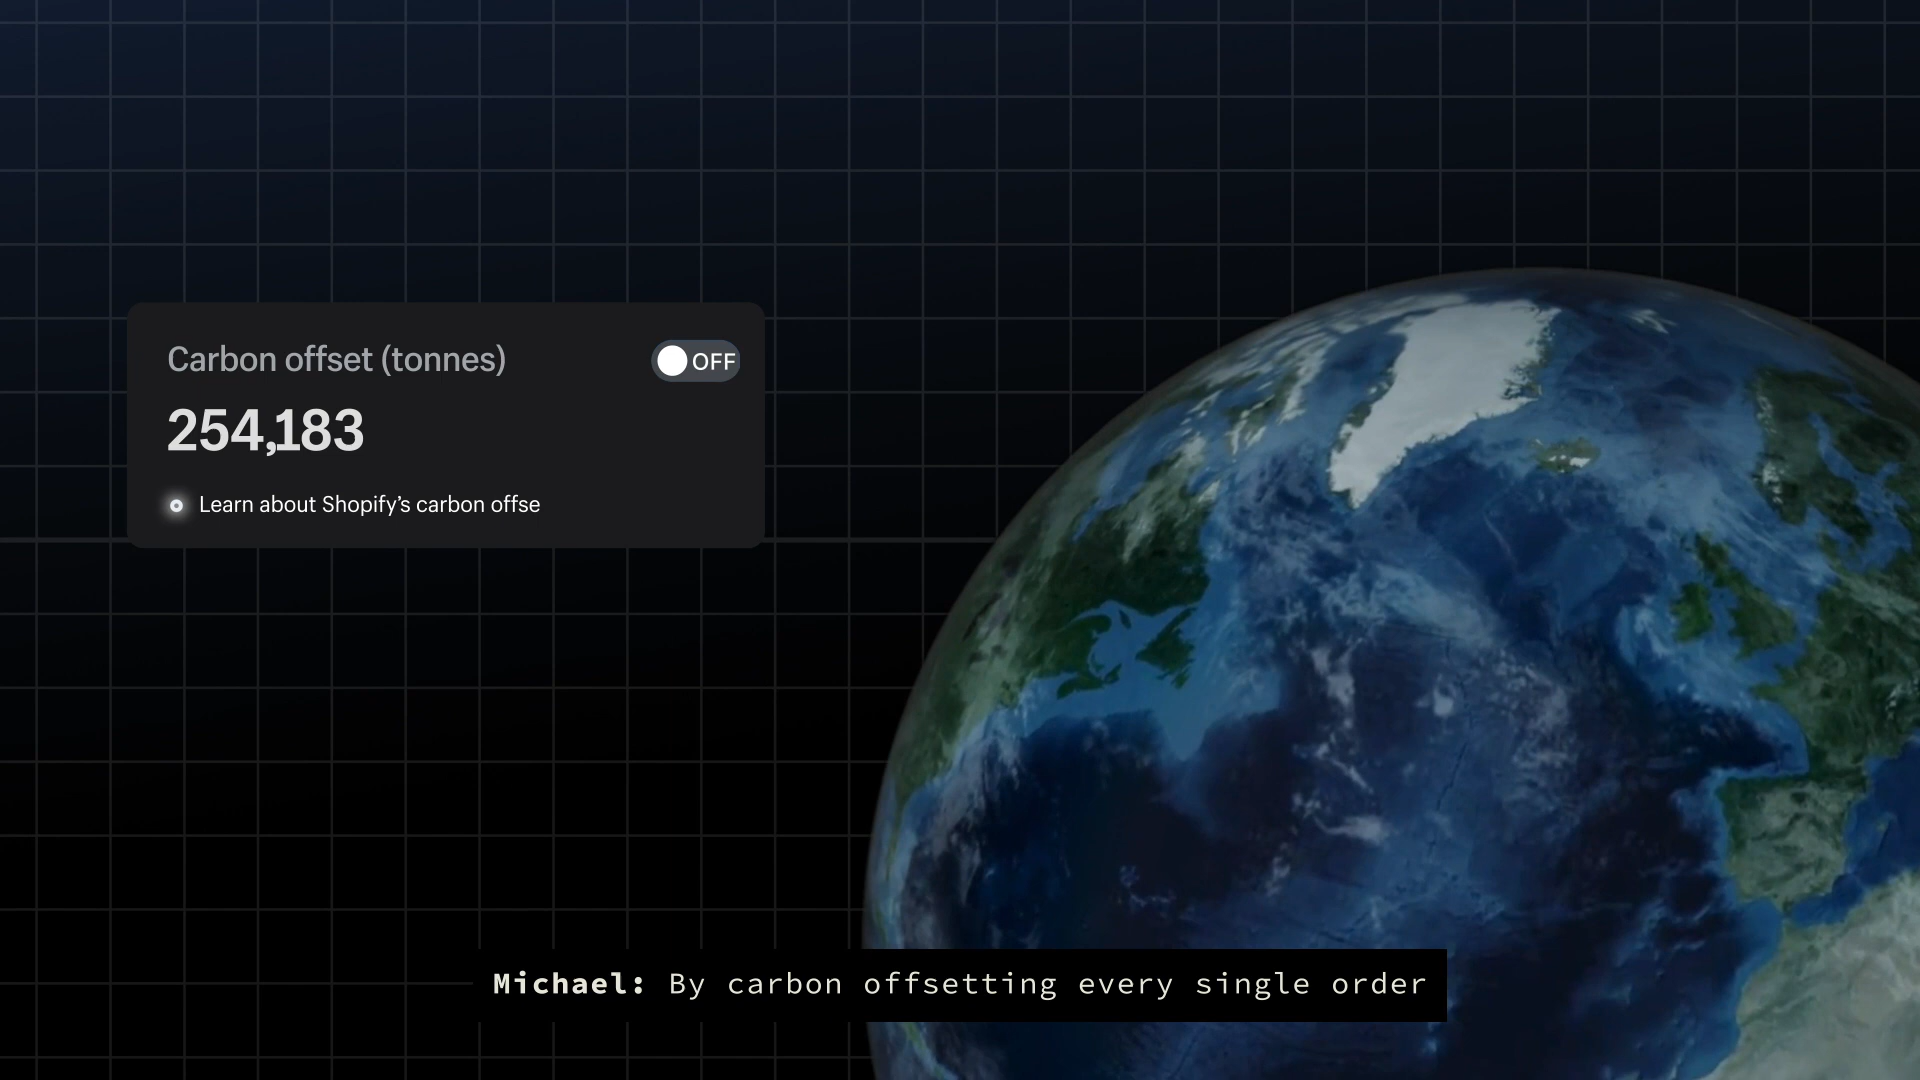 Carbon offset (tonnes)
OFF
254,183
Learn about Shopify’s carbon offse
Michael: By carbon offsetting every single order